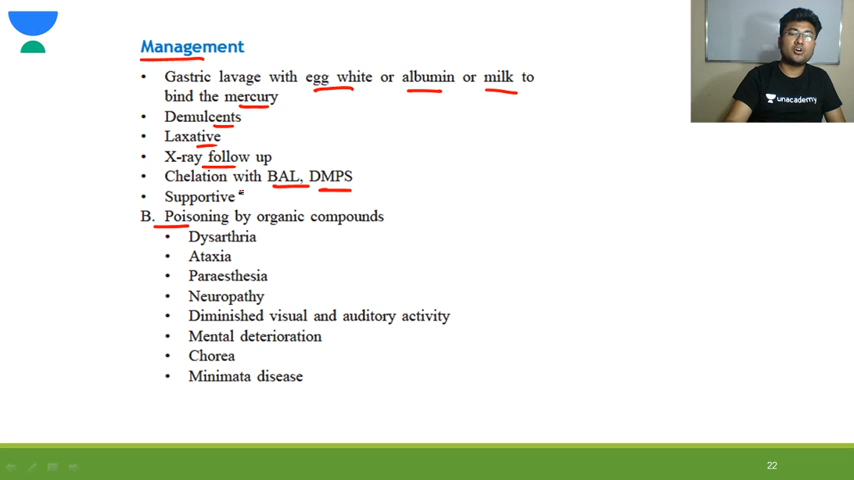 unacademy
Management
• Gastric lavage with egg white or albumin or milk to
bind the mercury
• Demulcents
• Laxative
• X-ray follow up
• Chelation with BAL, DMPS
• Supportive
B. Poisoning by organic compounds
• Dysarthria
• Ataxia
• Paraesthesia
• Neuropathy
• Diminished visual and auditory activity
• Mental deterioration
• Chorea
• Minimata disease
22